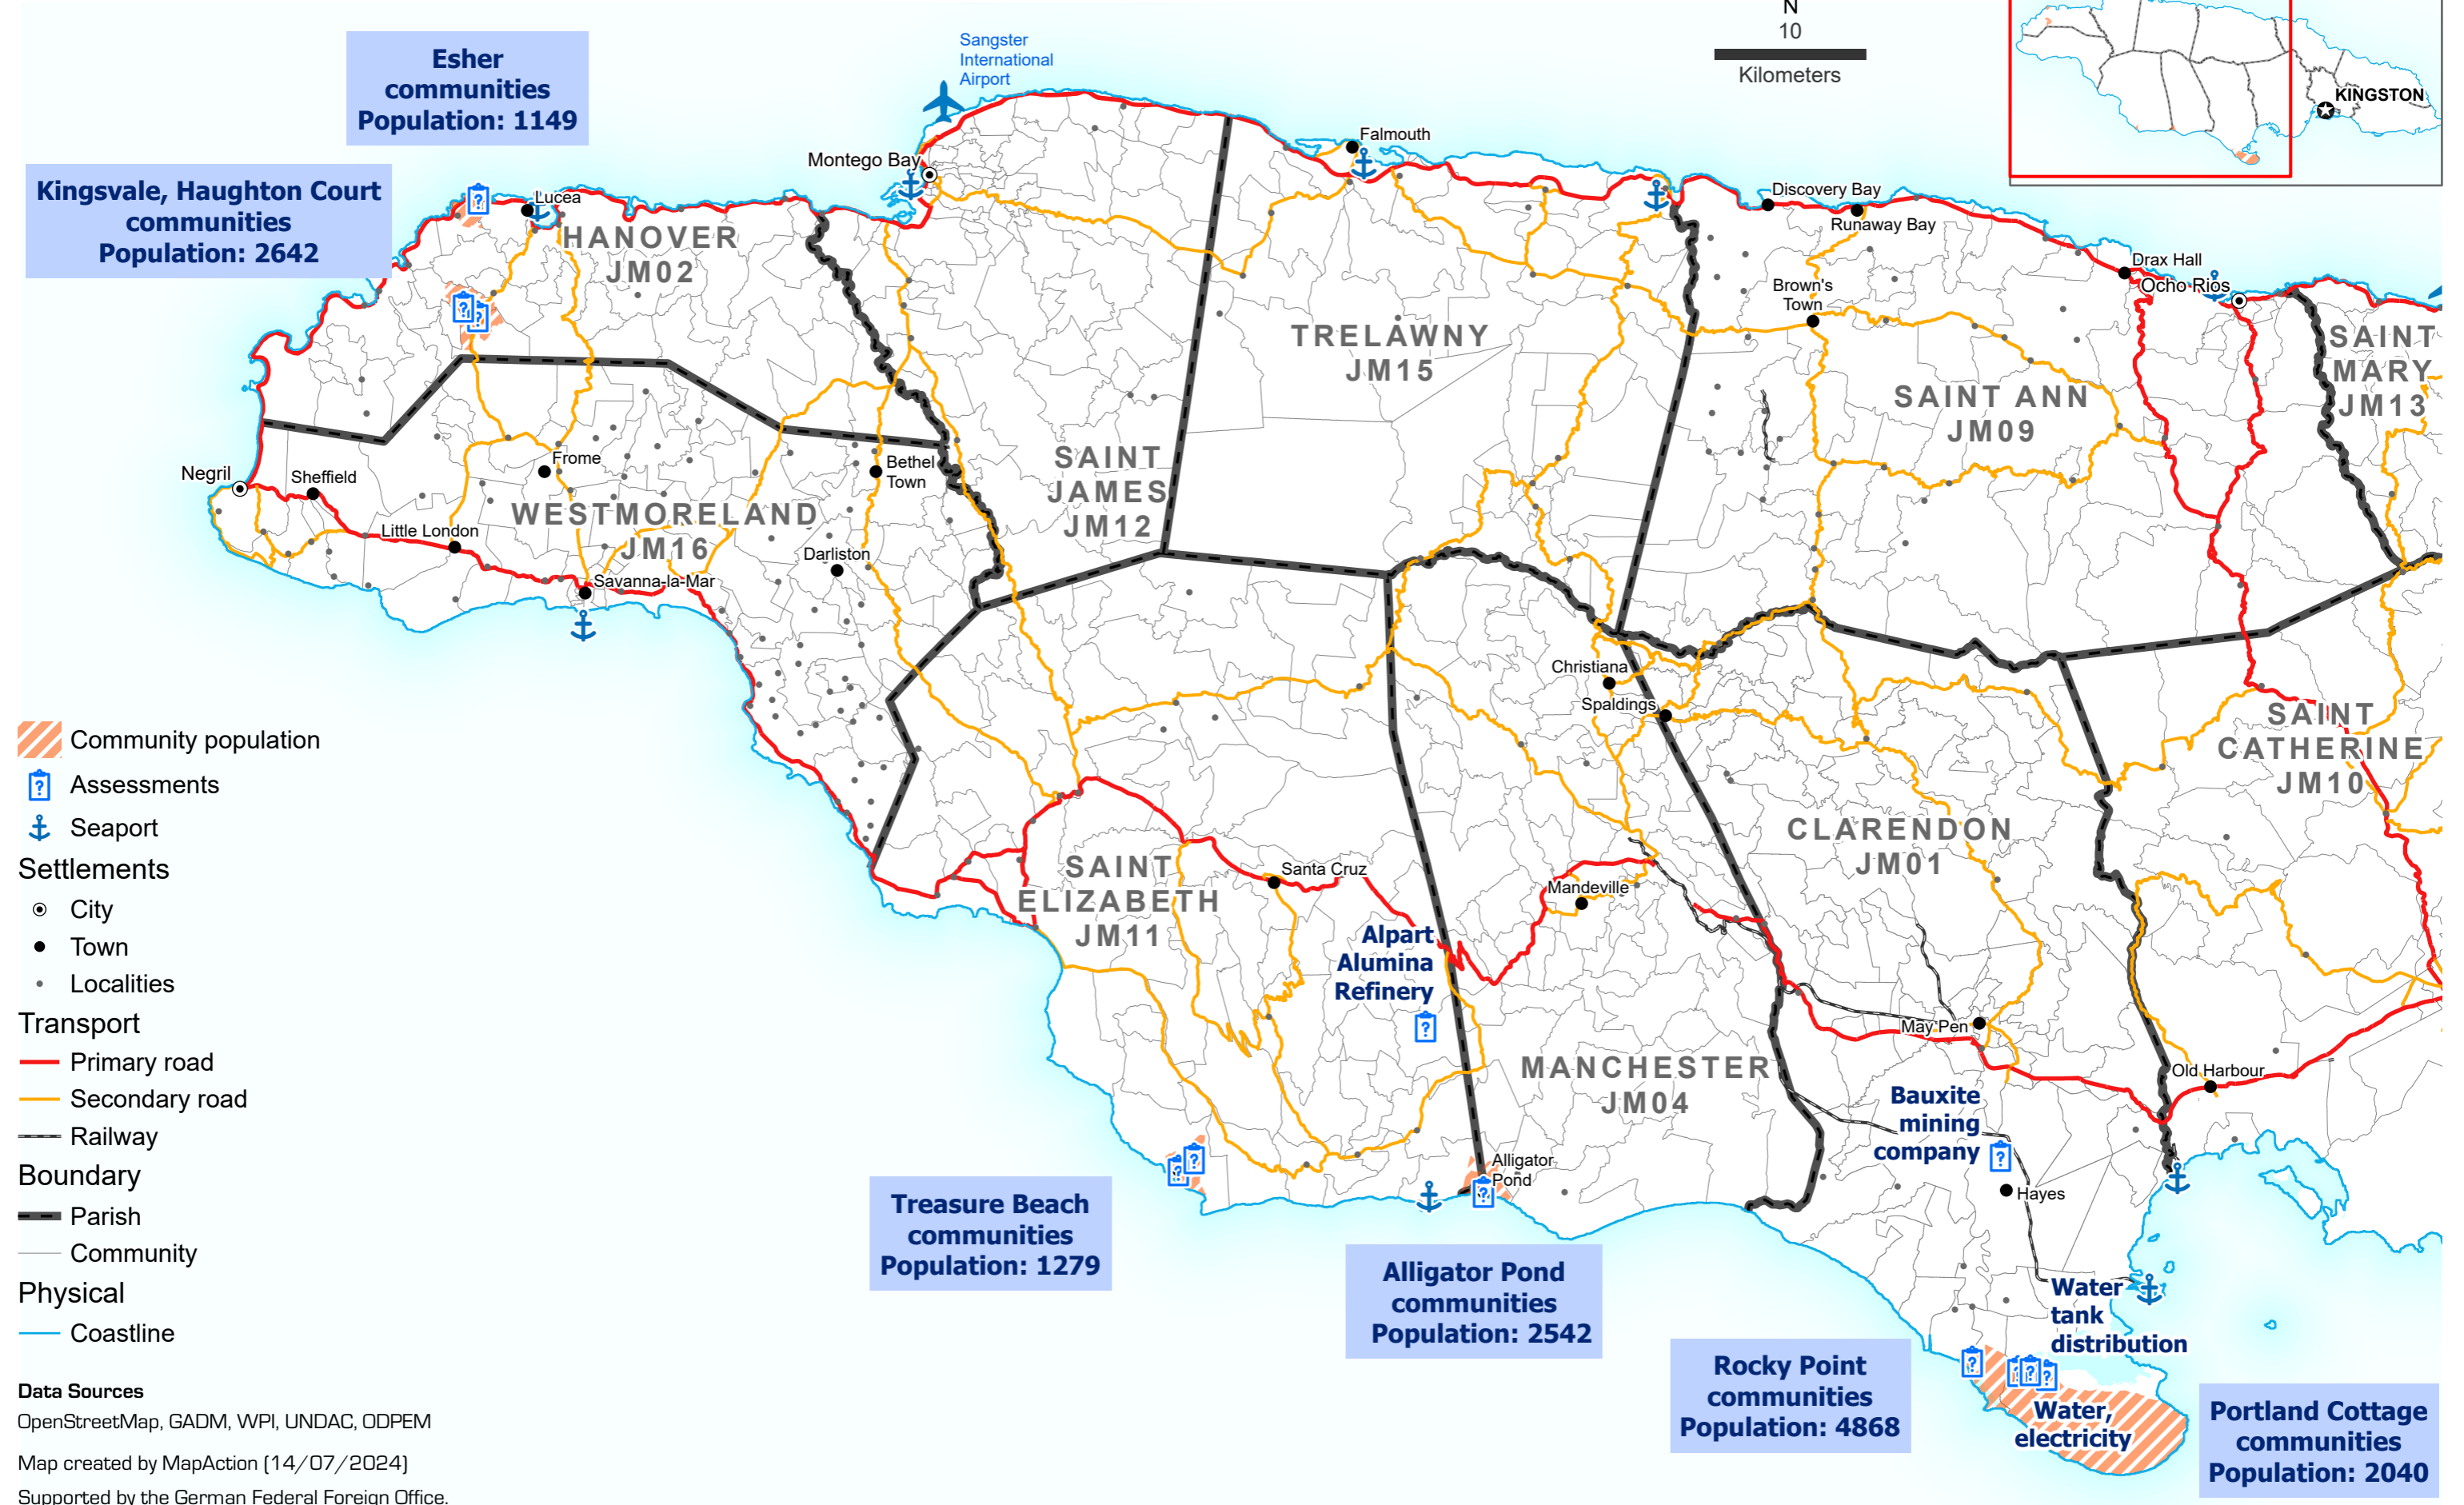 N
10
Kilometers
KINGSTON
Sangster
International
Airport
Esher
communities
Population: 1149
Kingsvale, Haughton Court
communities
Population: 2642
Montego Bay
Falmouth
Lucea
Discovery Bay
Runaway Bay
Drax Hall
Ocho Rios
Brown's
Town
HANOVER
JM02
TRELAWNY
JM15
SAINT ANN
JM09
SAINT
MARY
JM13
SAINT
JAMES
JM12
Negril
Sheffield
Frome
Bethel
Town
WESTMORELAND
JM16
Little London
Darliston
Savanna-la-Mar
Christiana
Spaldings
SAINT
CATHERINE
JM10
CLARENDON
JM01
SAINT
ELIZABETH
JM11
Santa Cruz
Mandeville
Alpart
Alumina
Refinery
MANCHESTER
JM04
May Pen
Old Harbour
Bauxite
mining
company
Hayes
Alligator
Pond
Treasure Beach
communities
Population: 1279
Alligator Pond
communities
Population: 2542
Water
tank
distribution
Rocky Point
communities
Population: 4868
Water,
electricity
Portland Cottage
communities
Population: 2040
Community population
Assessments
Seaport
Settlements
City
Town
Localities
Transport
Primary road
Secondary road
Railway
Boundary
Parish
Community
Physical
Coastline
Data Sources
OpenStreetMap, GADM, WPI, UNDAC, ODPEM
Map created by MapAction (14/07/2024)
Supported by the German Federal Foreign Office.